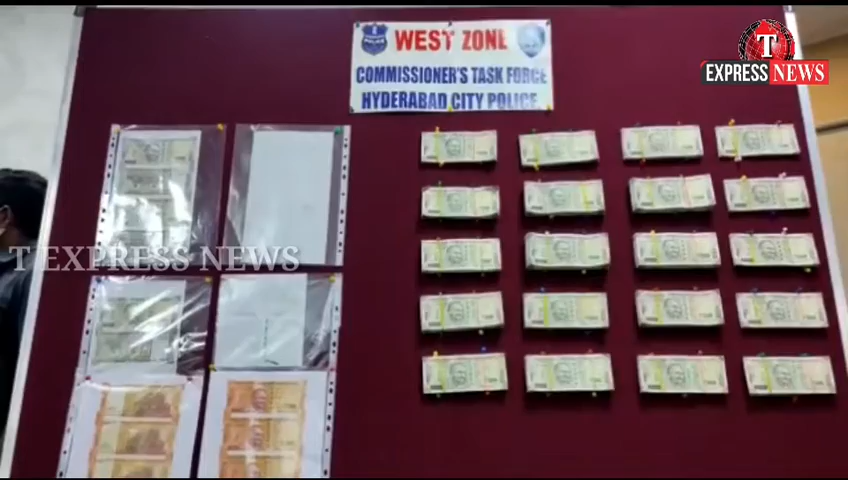 WEST ZONE
COMMISSIONER'S TASK FORCE
HYDERABAD CITY POLICE
T
EXPRESS NEWS
T EXPRESS NEWS